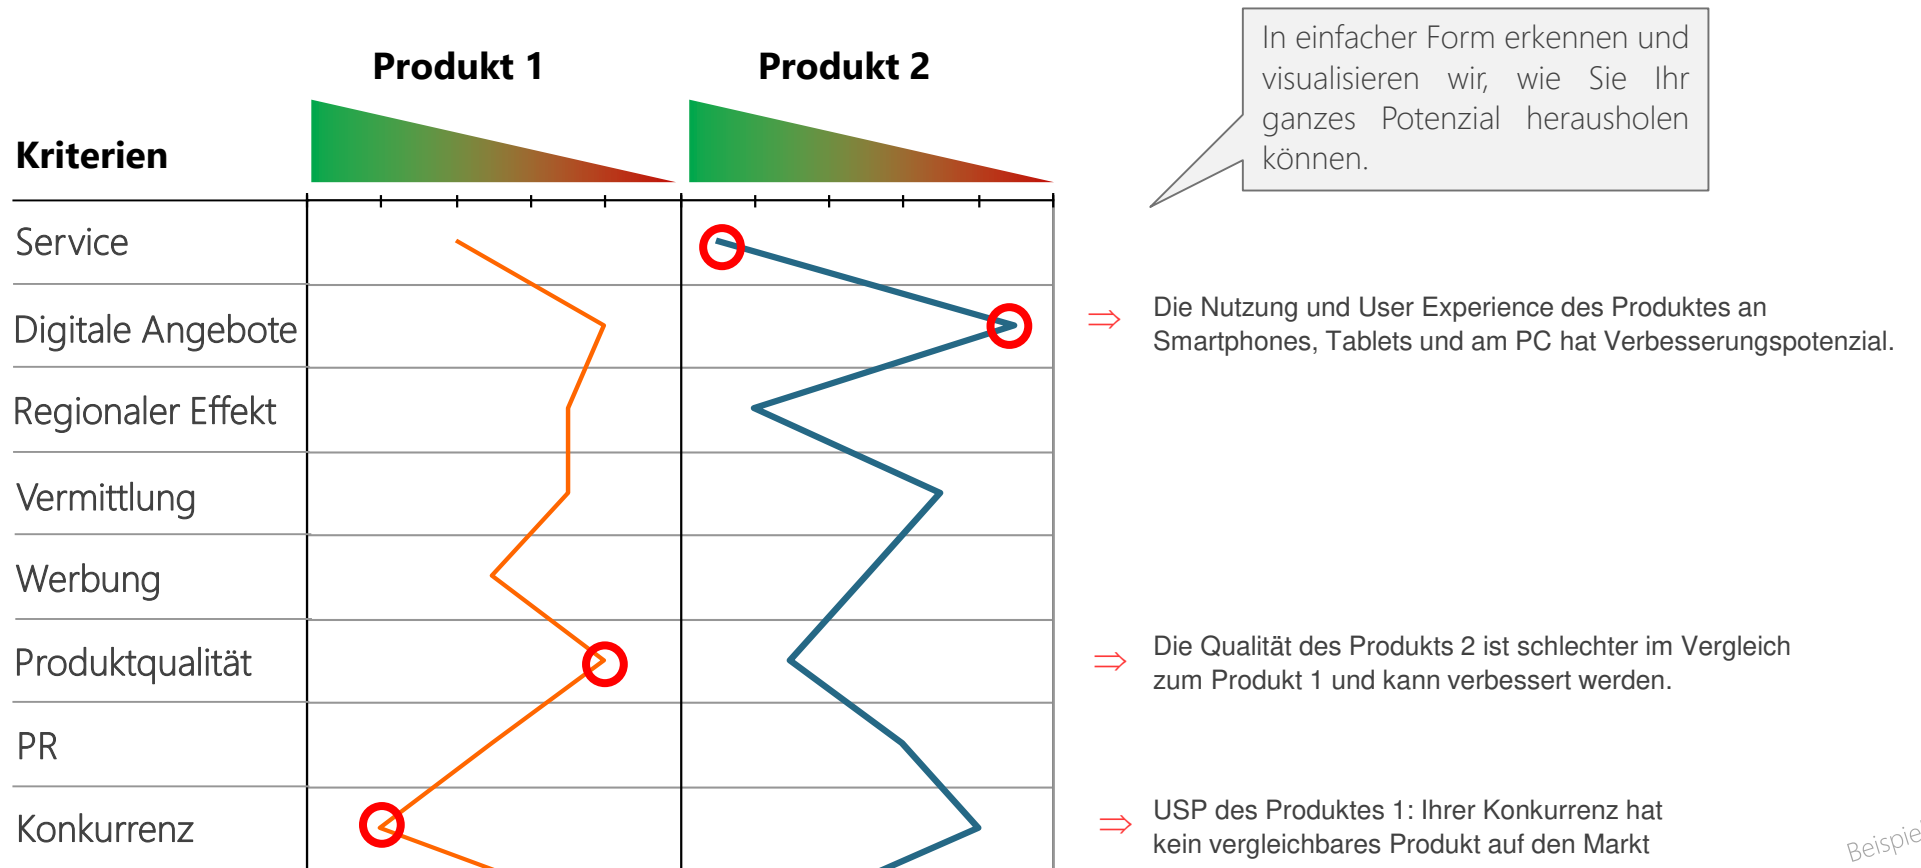 Produkt 1
Produkt 2
In einfacher Form erkennen und
visualisieren wir, wie Sie Ihr
ganzes Potenzial herausholen
können.
Kriterien
Service
Digitale Angebote
Die Nutzung und User Experience des Produktes an
Smartphones, Tablets und am PC hat Verbesserungspotenzial.
Regionaler Effekt
Vermittlung
Werbung
Produktqualität
Die Qualität des Produkts 2 ist schlechter im Vergleich
zum Produkt 1 und kann verbessert werden.
PR
Konkurrenz
USP des Produktes 1: Ihrer Konkurrenz hat
kein vergleichbares Produkt auf den Markt